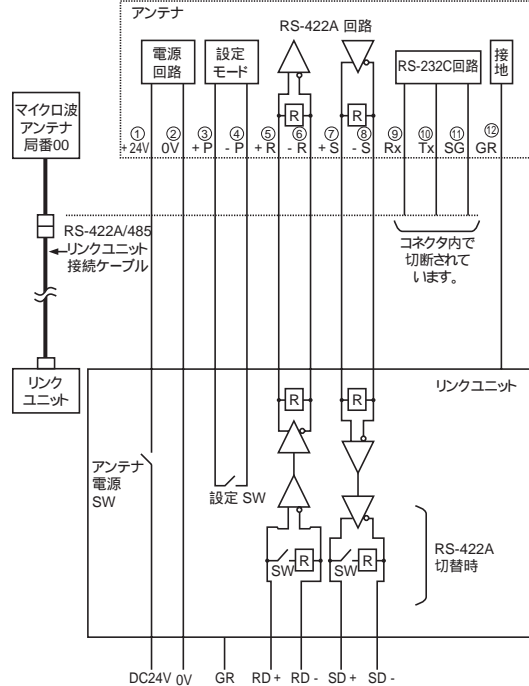 アンテナ
RS-422A 回路
電源
回路
設定
モード
RS-232C回路
接
地
マイクロ波
アンテナ
局番00
① ② ③ ④ ⑤ ⑥ ⑦ ⑧ ⑨ ⑩ ⑪ ⑫
+ 24V 0V + P - P + R - R + S - S Rx Tx SG GR
R R
RS-422A/485
リンクユニット
接続ケーブル
コネクタ内で
切断されて
います。
リンク
ユニット
リンクユニット
R R
アンテナ
電源
SW
設定 SW
RS-422A
切替時
SW R SW R
DC24V 0V GR RD + RD - SD + SD -